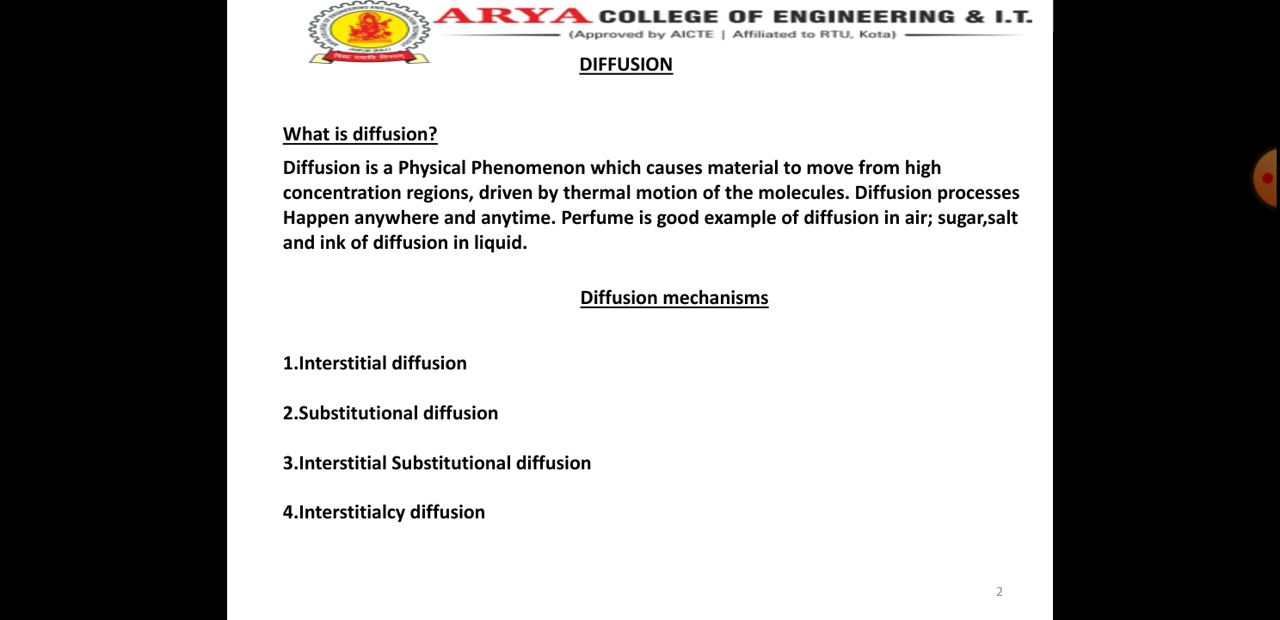 ARYA COLLEGE OF ENGINEERING & I.T.
(Approved by AICTE | Affiliated to RTU, Kota)
DIFFUSION
What is diffusion?
Diffusion is a Physical Phenomenon which causes material to move from high
concentration regions, driven by thermal motion of the molecules. Diffusion processes
Happen anywhere and anytime. Perfume is good example of diffusion in air; sugar,salt
and ink of diffusion in liquid.
Diffusion mechanisms
1.Interstitial diffusion
2.Substitutional diffusion
3.Interstitial Substitutional diffusion
4.Interstitialcy diffusion
2